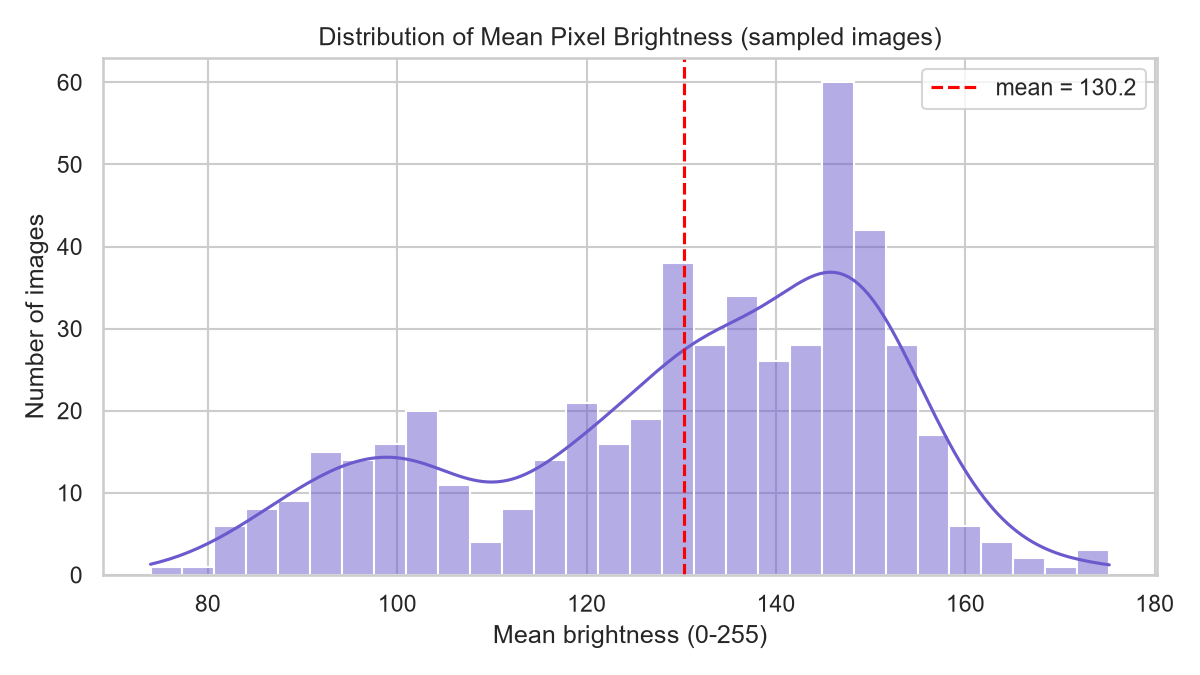 Distribution of Mean Pixel Brightness (sampled images)
mean = 130.2
Number of images
60
50
40
30
20
10
0
80 100 120 140 160 180
Mean brightness (0-255)